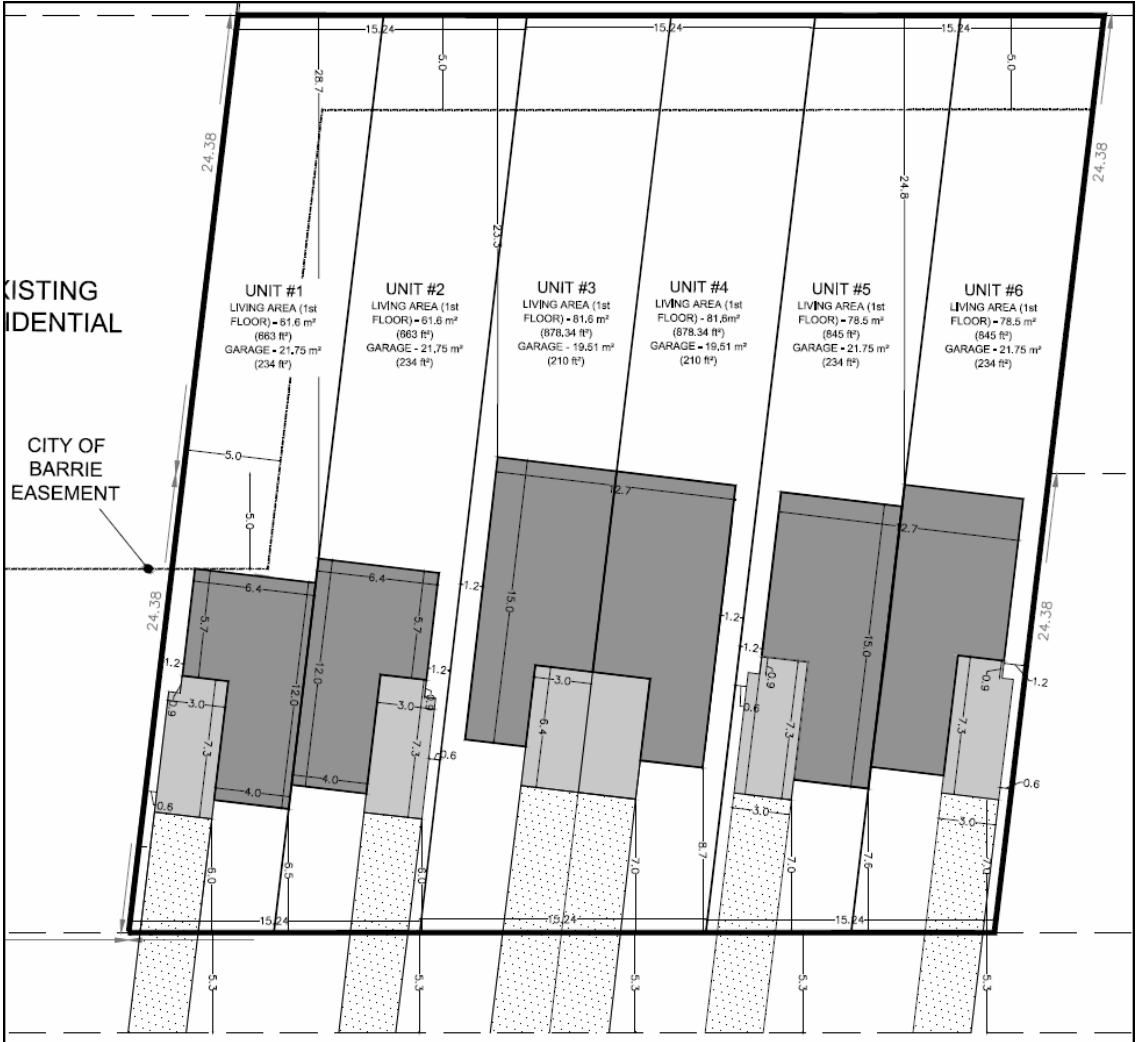 15.24
15.24
15.24
5.0
5.0
28.7
24.38
24.38
24.8
23.3
XISTING
IDENTIAL
UNIT #1
LIVING AREA (1st
FLOOR) - 61.6 m²
(663 ft²)
GARAGE - 21.75 m²
(234 ft²)
UNIT #2
LIVING AREA (1st
FLOOR) - 61.6 m²
(663 ft²)
GARAGE - 21.75 m²
(234 ft²)
UNIT #3
LIVING AREA (1st
FLOOR) - 81.6 m²
(878.34 ft²)
GARAGE - 19.51 m²
(210 ft²)
UNIT #4
LIVING AREA (1st
FLOOR) - 81.6m²
(878.34 ft²)
GARAGE - 19.51 m²
(210 ft²)
UNIT #5
LIVING AREA (1st
FLOOR) - 78.5 m²
(845 ft²)
GARAGE - 21.75 m²
(234 ft²)
UNIT #6
LIVING AREA (1st
FLOOR) - 78.5 m²
(845 ft²)
GARAGE - 21.75 m²
(234 ft²)
CITY OF
BARRIE
EASEMENT
5.0
5.0
12.7
12.7
6.4
6.4
24.38
24.38
5.7
5.7
1.2
15.0
1.2
1.2
15.0
1.2
12.0
12.0
1.2
3.0
0.9
0.9
1.2
3.0
0.9
3.0
0.9
0.6
6.4
7.3
7.3
7.3
7.3
0.6
4.0
4.0
0.6
0.6
3.0
3.0
6.0
6.5
6.0
7.0
8.7
7.0
7.6
7.0
15.24
15.24
15.24
5.3
5.3
5.3
5.3